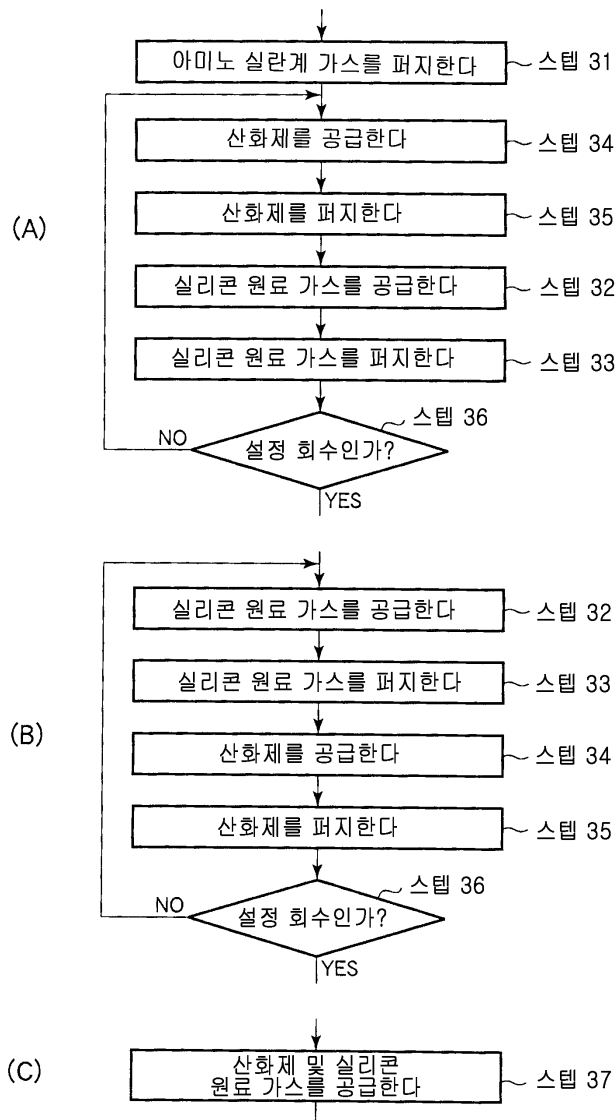 아미노 실란계 가스를 퍼지한다
스텝 31
산화제를 공급한다
스텝 34
(A)
산화제를 퍼지한다
스텝 35
실리콘 원료 가스를 공급한다
스텝 32
실리콘 원료 가스를 퍼지한다
스텝 33
스텝 36
NO
설정 회수인가?
YES
실리콘 원료 가스를 공급한다
스텝 32
실리콘 원료 가스를 퍼지한다
스텝 33
(B)
산화제를 공급한다
스텝 34
산화제를 퍼지한다
스텝 35
스텝 36
NO
설정 회수인가?
YES
(C)
산화제 및 실리콘
원료 가스를 공급한다
스텝 37